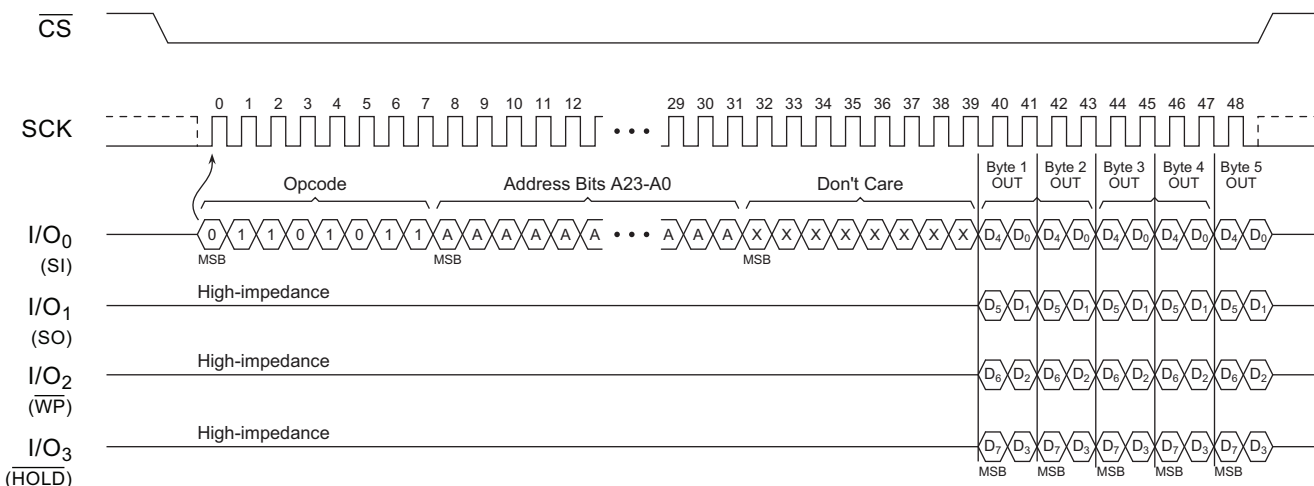 CS
SCK
0 1 2 3 4 5 6 7 8 9 10 11 12 29 30 31 32 33 34 35 36 37 38 39 40 41 42 43 44 45 46 47 48
Opcode
Address Bits A23-A0
Don't Care
Byte 1 OUT
Byte 2 OUT
Byte 3 OUT
Byte 4 OUT
Byte 5 OUT
I/O0 (SI)
0 1 1 0 1 0 1 1 A A A A A A • • • A A A X X X X X X X X D4 D0 D4 D0 D4 D0 D4 D0 D4 D0
MSB MSB MSB
I/O1 (SO)
High-impedance
D5 D1 D5 D1 D5 D1 D5 D1 D5 D1
I/O2 (WP)
High-impedance
D6 D2 D6 D2 D6 D2 D6 D2 D6 D2
I/O3 (HOLD)
High-impedance
D7 D3 D7 D3 D7 D3 D7 D3 D7 D3
MSB MSB MSB MSB MSB